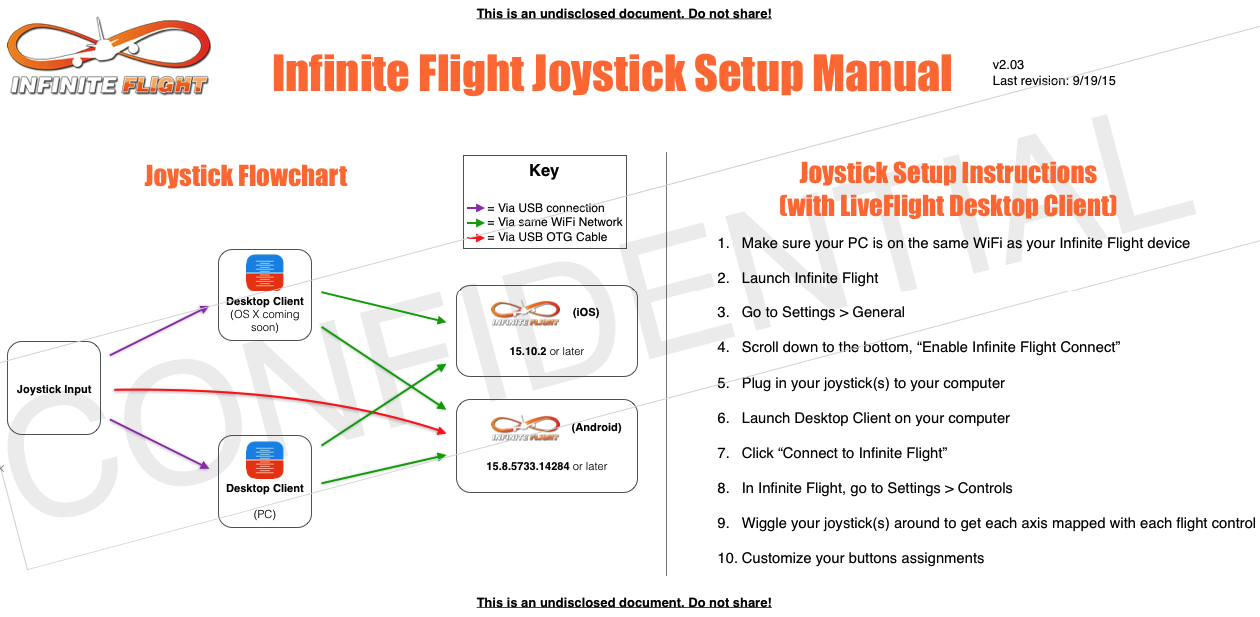 This is an undisclosed document. Do not share!
INFINITE FLIGHT
Infinite Flight Joystick Setup Manual
v2.03
Last revision: 9/19/15
Joystick Flowchart
Key
= Via USB connection
= Via same WiFi Network
= Via USB OTG Cable
Joystick Input
Desktop Client
(OS X coming
soon)
Desktop Client
(PC)
INFINITE FLIGHT
(iOS)
15.10.2 or later
INFINITE FLIGHT
(Android)
15.8.5733.14284 or later
Joystick Setup Instructions
(with LiveFlight Desktop Client)
1. Make sure your PC is on the same WiFi as your Infinite Flight device
2. Launch Infinite Flight
3. Go to Settings > General
4. Scroll down to the bottom, “Enable Infinite Flight Connect”
5. Plug in your joystick(s) to your computer
6. Launch Desktop Client on your computer
7. Click “Connect to Infinite Flight”
8. In Infinite Flight, go to Settings > Controls
9. Wiggle your joystick(s) around to get each axis mapped with each flight control
10. Customize your buttons assignments
CONFIDENTIAL
This is an undisclosed document. Do not share!